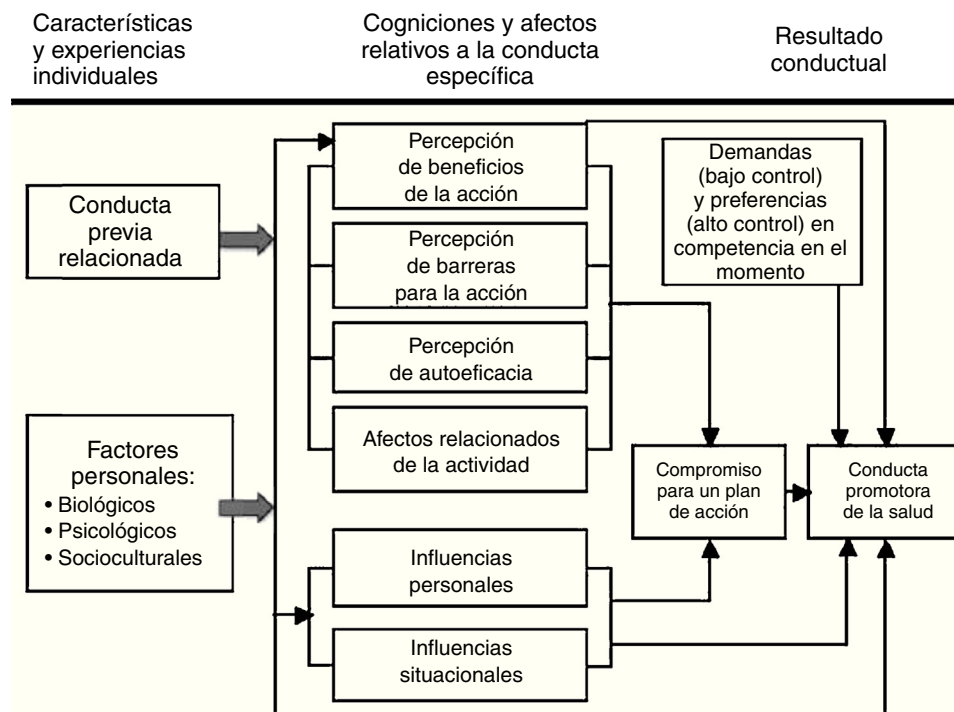 Características
y experiencias
individuales
Cogniciones y afectos
relativos a la conducta
específica
Resultado
conductual
Conducta
previa
relacionada
Factores
personales:
• Biológicos
• Psicológicos
• Socioculturales
Percepción
de beneficios
de la acción
Percepción
de barreras
para la acción
Percepción
de autoeficacia
Afectos relacionados
de la actividad
Influencias
personales
Influencias
situacionales
Demandas
(bajo control)
y preferencias
(alto control) en
competencia en el
momento
Compromiso
para un plan
de acción
Conducta
promotora
de la salud